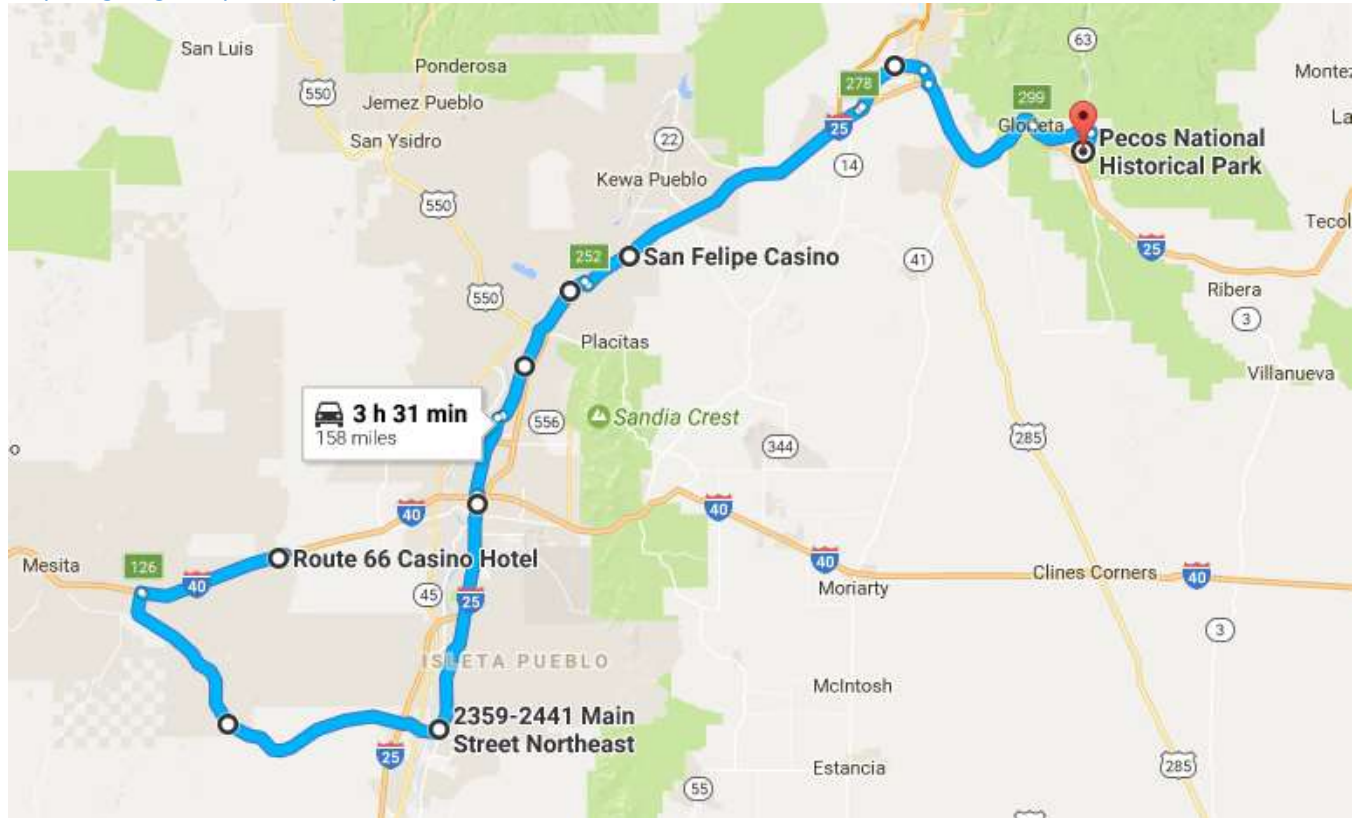 San Luis
Ponderosa
63
Montez
550
Jemez Pueblo
278
299
La
San Ysidro
25
Glorieta
22
14
Pecos National
Historical Park
Kewa Pueblo
550
Tecol
252
San Felipe Casino
41
25
Ribera
550
3
Placitas
Villanueva
3 h 31 min
158 miles
556
Sandia Crest
285
344
o
40
40
Route 66 Casino Hotel
Mesita
126
40
40
Clines Corners
40
45
25
Moriarty
3
ISLETA PUEBLO
McIntosh
2359-2441 Main
Street Northeast
25
Estancia
285
55